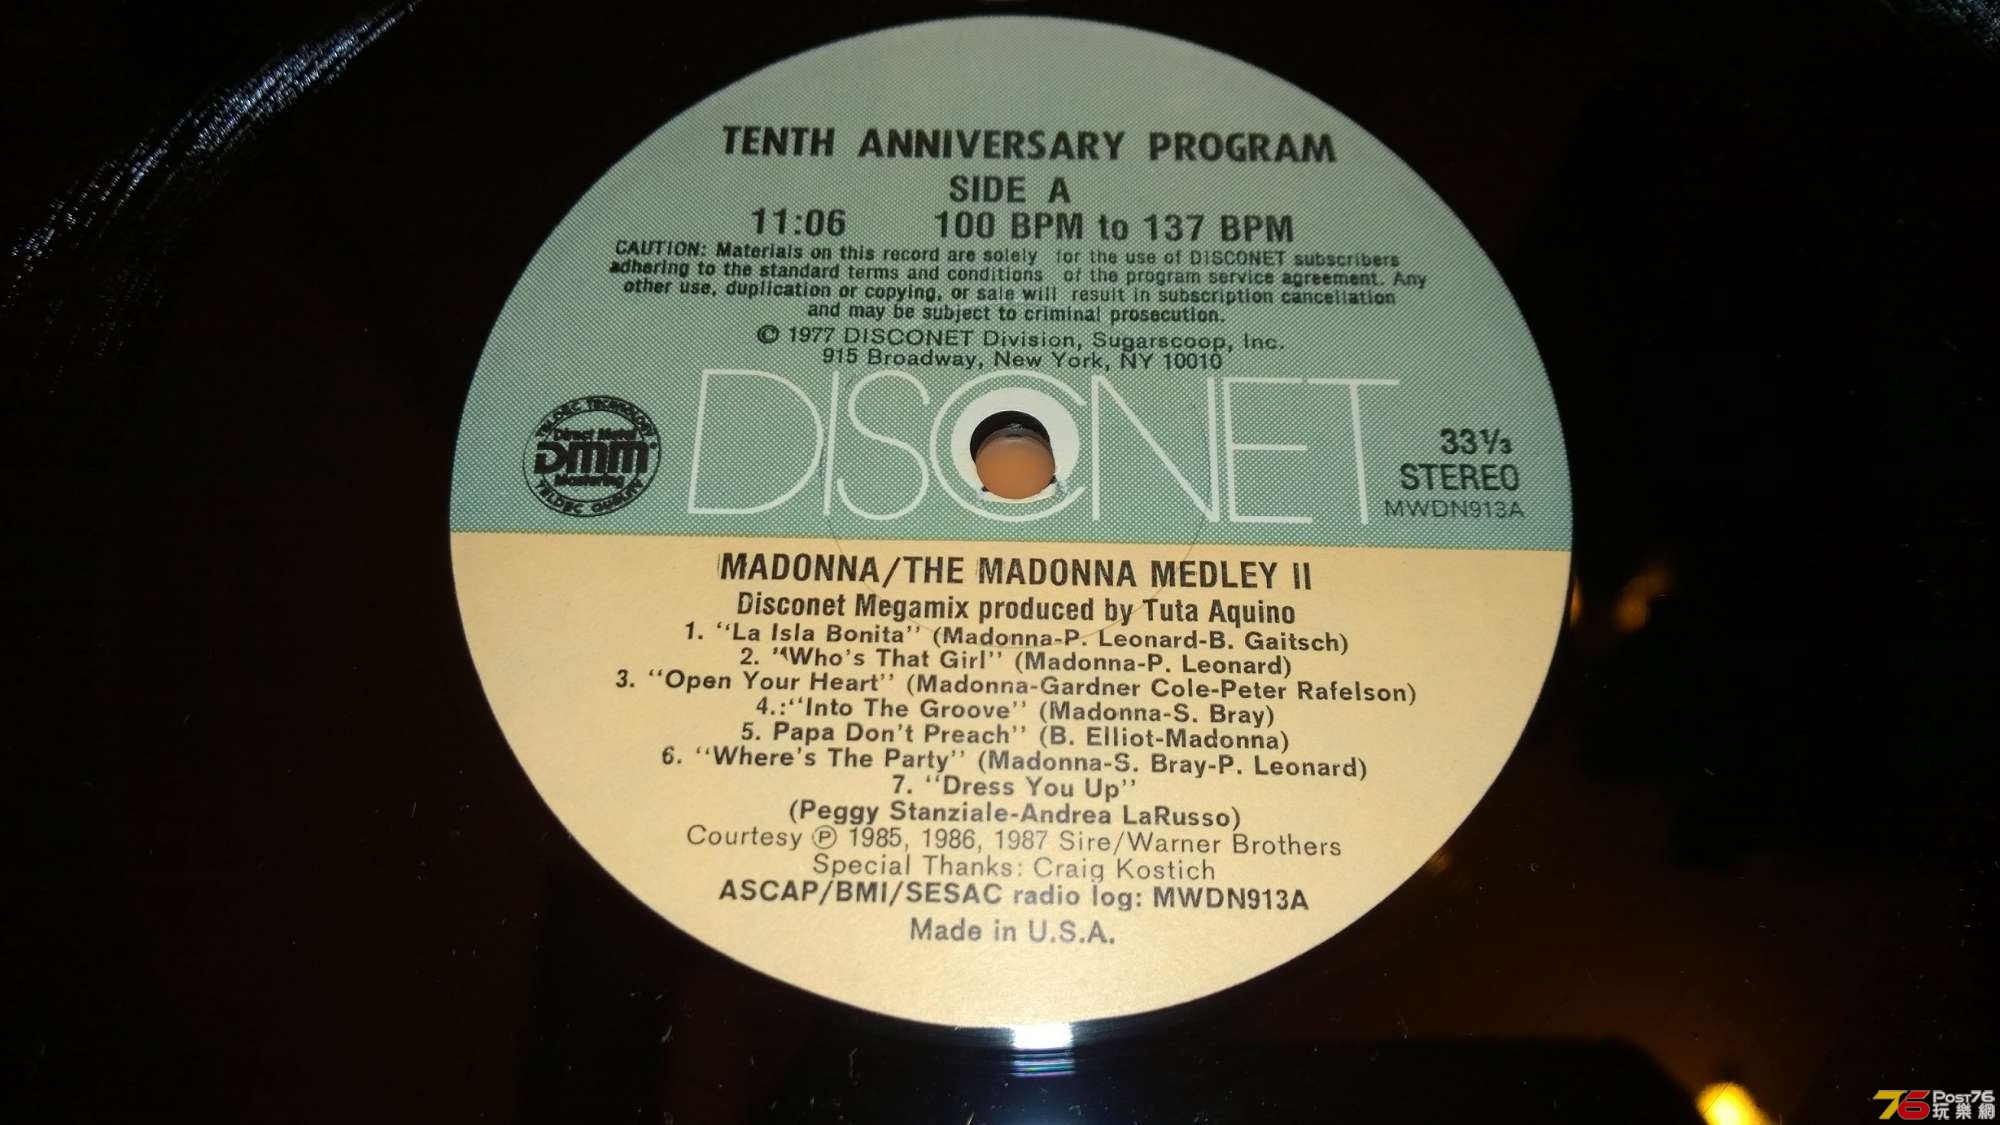 TENTH ANNIVERSARY PROGRAM
SIDE A
11:06 100 BPM to 137 BPM
CAUTION: Materials on this record are solely for the use of DISCONET subscribers
adhering to the standard terms and conditions of the program service agreement. Any
other use, duplication or copying, or sale will result in subscription cancellation
and may be subject to criminal prosecution.
© 1977 DISCONET Division, Sugarscoop, Inc.
915 Broadway, New York, NY 10010
DISCONET
TELDEC TECHNOLOGY
Direct Metal
DMM
Mastering
TELDEC QUALITY
33⅓
STEREO
MWDN913A
MADONNA/THE MADONNA MEDLEY II
Disconet Megamix produced by Tuta Aquino
1. "La Isla Bonita" (Madonna-P. Leonard-B. Gaitsch)
2. "Who's That Girl" (Madonna-P. Leonard)
3. "Open Your Heart" (Madonna-Gardner Cole-Peter Rafelson)
4.:"Into The Groove" (Madonna-S. Bray)
5. Papa Don't Preach" (B. Elliot-Madonna)
6. "Where's The Party" (Madonna-S. Bray-P. Leonard)
7. "Dress You Up"
(Peggy Stanziale-Andrea LaRusso)
Courtesy ℗ 1985, 1986, 1987 Sire/Warner Brothers
Special Thanks: Craig Kostich
ASCAP/BMI/SESAC radio log: MWDN913A
Made in U.S.A.
76 Post76
玩樂網